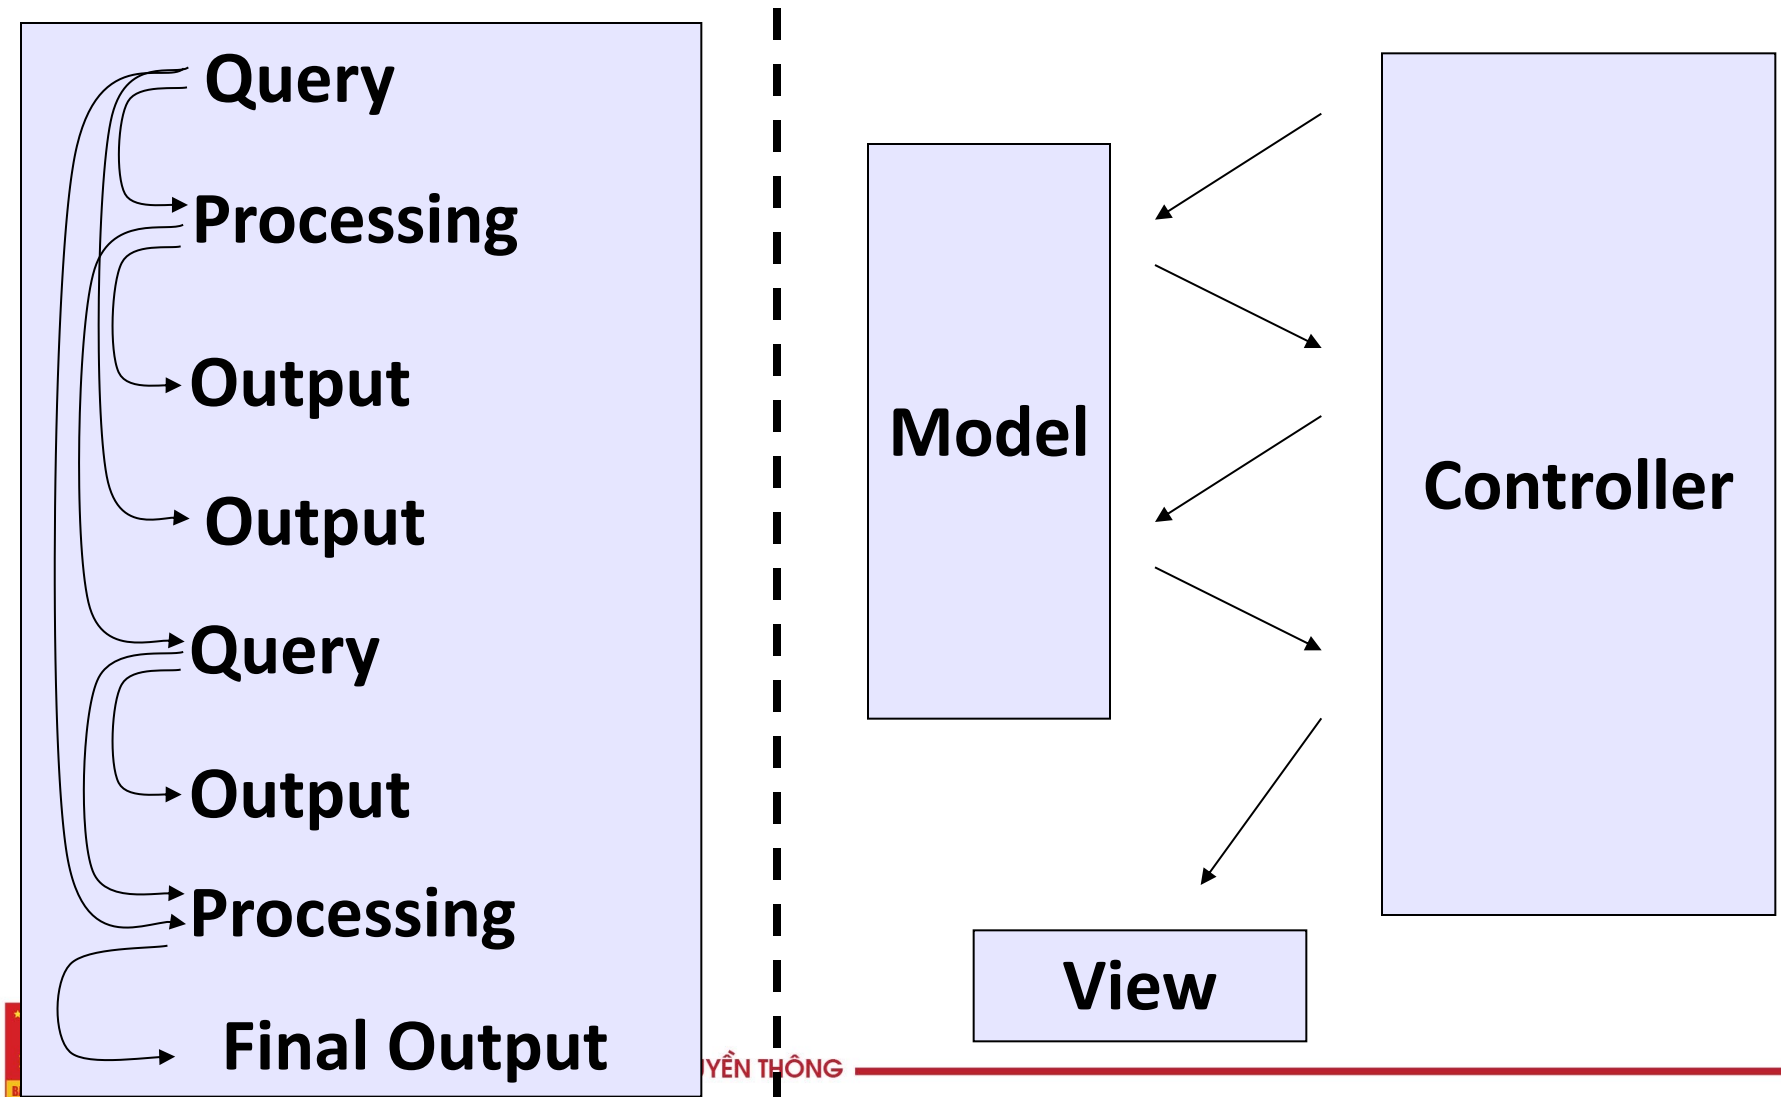 Query
Processing
Output
Output
Query
Output
Processing
Final Output
Model
Controller
View
YỀN THÔNG